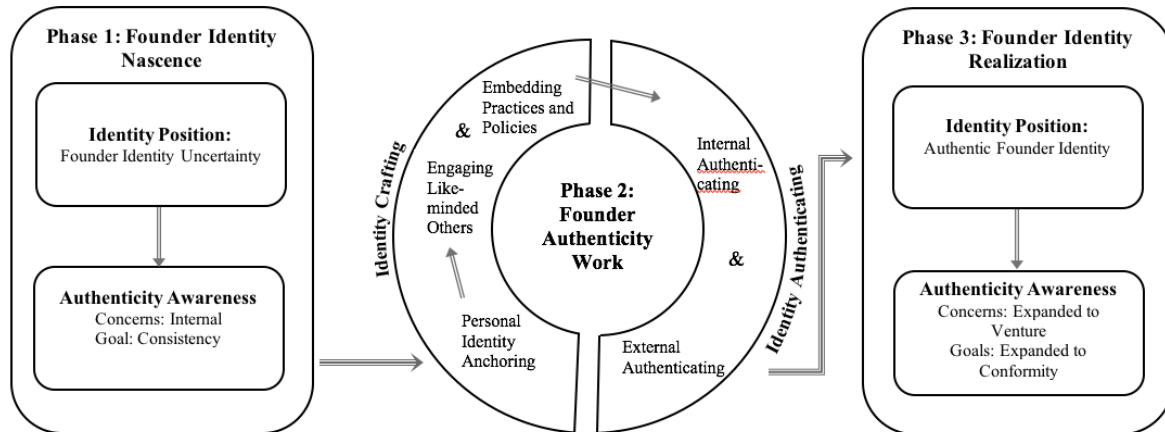 Phase 1: Founder Identity
Nascence
Identity Position:
Founder Identity Uncertainty
Authenticity Awareness
Concerns: Internal
Goal: Consistency
Identity Crafting
Embedding
Practices and
Policies
&
Engaging
Like-
minded
Others
Personal
Identity
Anchoring
Phase 2:
Founder
Authenticity
Work
Internal
Authenti-
cating
&
External
Authenticating
Identity Authenticating
Phase 3: Founder Identity
Realization
Identity Position:
Authentic Founder Identity
Authenticity Awareness
Concerns: Expanded to
Venture
Goals: Expanded to
Conformity